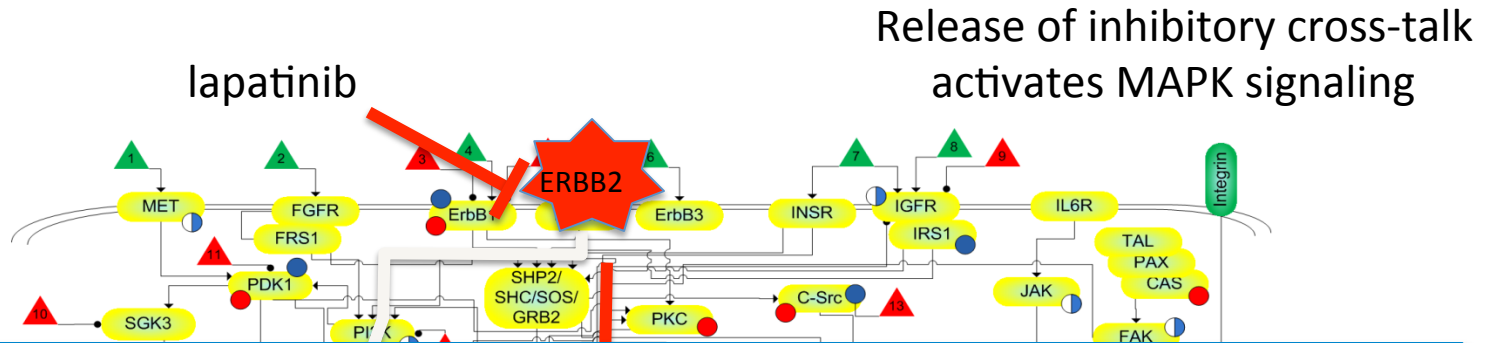 Release of inhibitory cross-talk
activates MAPK signaling
lapatinib
1
2
3
4
6
7
8
9
ERBB2
Integrin
MET
FGFR
ErbB1
ErbB3
INSR
IGFR
IL6R
FRS1
IRS1
TAL
PAX
CAS
11
PDK1
SHP2/
SHC/SOS/
GRB2
C-Src
13
JAK
10
SGK3
PKC
FAK